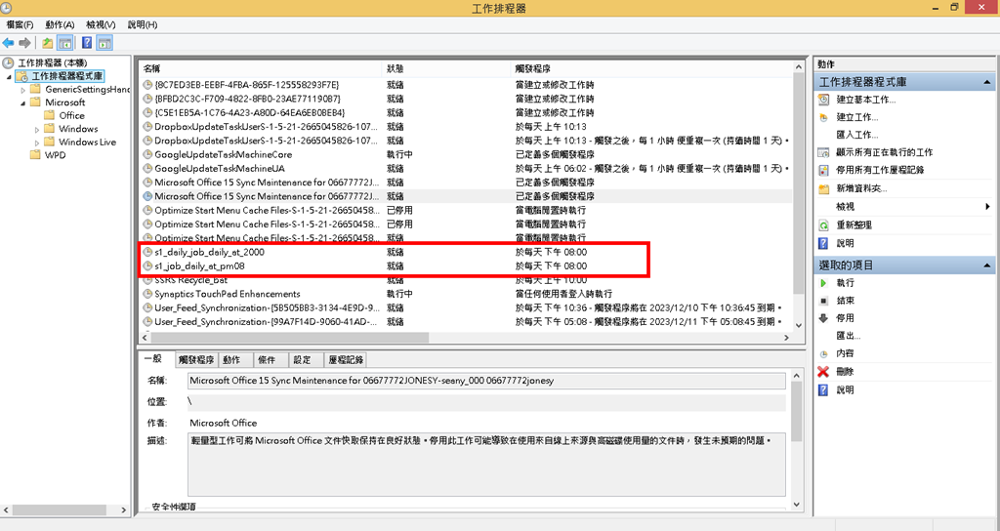 工作排程器
檔案(F) 動作(A) 檢視(V) 說明(H)
工作排程器 (本機)
工作排程器程式庫
GenericSettingsHand
Microsoft
Office
Windows
Windows Live
WPD
名稱 狀態 觸發程序
{8C7ED3EB-EEBF-4FBA-865F-125558293F7E} 就緒 當建立或修改工作時
{BFBD2C3C-F709-4822-8FB0-23AE771190B7} 就緒 當建立或修改工作時
{C5E1EB5A-1C76-4A23-A80D-64EA6EB0BEB4} 就緒 當建立或修改工作時
DropboxUpdateTaskUserS-1-5-21-2665045826-107... 就緒 於每天 上午 10:13
DropboxUpdateTaskUserS-1-5-21-2665045826-107... 就緒 於每天 上午 10:13 - 觸發之後，每 1 小時 便重複一次 (持續時間 1 天)。
GoogleUpdateTaskMachineCore 執行中 已定義多個觸發程序
GoogleUpdateTaskMachineUA 就緒 於每天 上午 06:02 - 觸發之後，每 1 小時 便重複一次 (持續時間 1 天)。
Microsoft Office 15 Sync Maintenance for 06677772J... 就緒 已定義多個觸發程序
Microsoft Office 15 Sync Maintenance for 06677772J... 就緒 已定義多個觸發程序
Optimize Start Menu Cache Files-S-1-5-21-26650458... 已停用 當電腦閒置時執行
Optimize Start Menu Cache Files-S-1-5-21-26650458... 已停用 當電腦閒置時執行
Optimize Start Menu Cache Files-S-1-5-21-26650458... 就緒 當電腦閒置時執行
s1_daily_job_daily_at_2000 就緒 於每天 下午 08:00
s1_job_daily_at_pm08 就緒 於每天 下午 08:00
SSRS Recycle_bat 就緒 於每天 上午 10:00
Synaptics TouchPad Enhancements 執行中 當任何使用者登入時執行
User_Feed_Synchronization-{5B505BB3-3134-4E9D-9... 就緒 於每天 下午 10:36 - 觸發程序將在 2023/12/10 下午 10:36:45 到期。
User_Feed_Synchronization-{99A7F14D-9060-41AD-... 就緒 於每天 下午 05:08 - 觸發程序將在 2023/12/11 下午 05:08:45 到期。
一般 觸發程序 動作 條件 設定 歷程記錄
名稱: Microsoft Office 15 Sync Maintenance for 06677772JONESY-seany_000 06677772jonesy
位置: \
作者: Microsoft Office
描述: 輕量型工作可將 Microsoft Office 文件快取保持在良好狀態。停用此工作可能導致在使用來自線上來源與高磁碟使用量的文件時，發生未預期的問題。
安全性選項
動作
工作排程器程式庫
建立基本工作...
建立工作...
匯入工作...
顯示所有正在執行的工作
停用所有工作歷程記錄
新增資料夾...
檢視
重新整理
說明
選取的項目
執行
結束
停用
匯出...
內容
刪除
說明